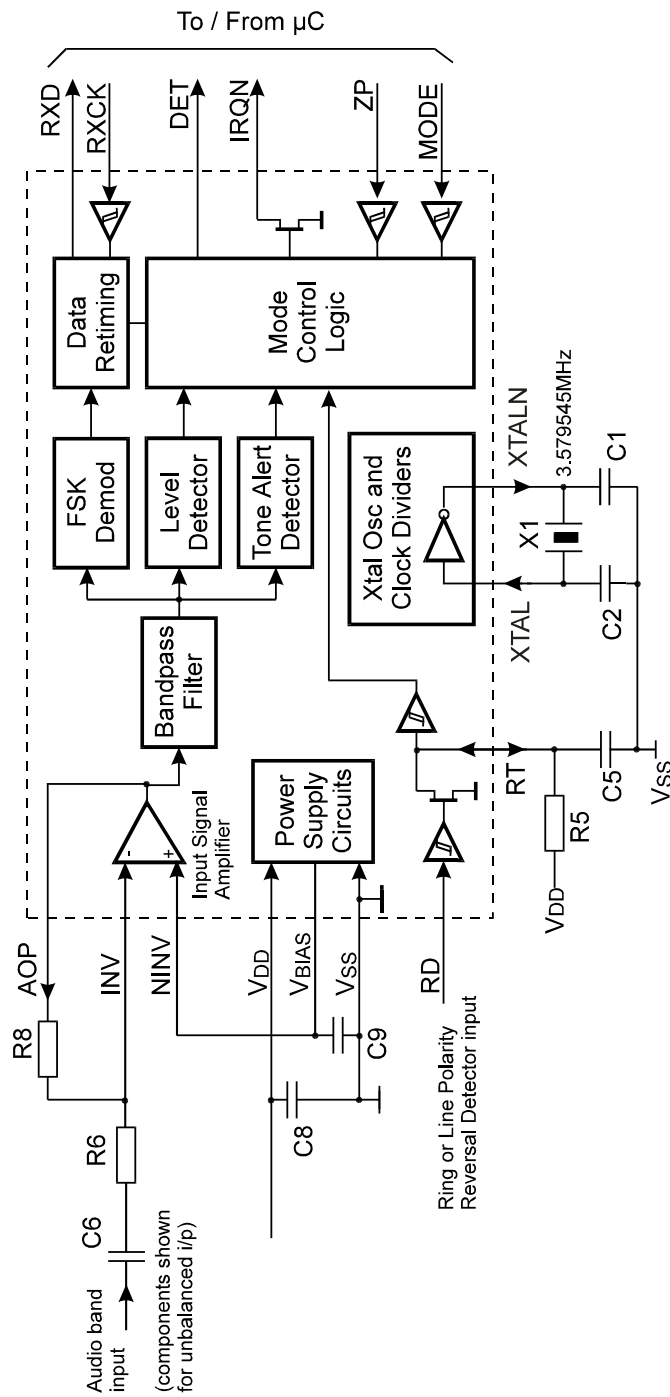 To / From µC
RXD
RXCK
DET
IRQN
ZP
MODE
Data
Retiming
Mode
Control
Logic
FSK
Demod
Level
Detector
Tone Alert
Detector
Xtal Osc and
Clock Dividers
XTALN
3.579545MHz
X1
C1
XTAL
C2
Bandpass
Filter
-
+
Input Signal
Amplifier
Power
Supply
Circuits
RT
C5
VSS
R5
VDD
AOP
INV
NINV
VDD
VBIAS
VSS
RD
R8
R6
C6
C9
C8
Audio band
input
(components shown
for unbalanced i/p)
Ring or Line Polarity
Reversal Detector input